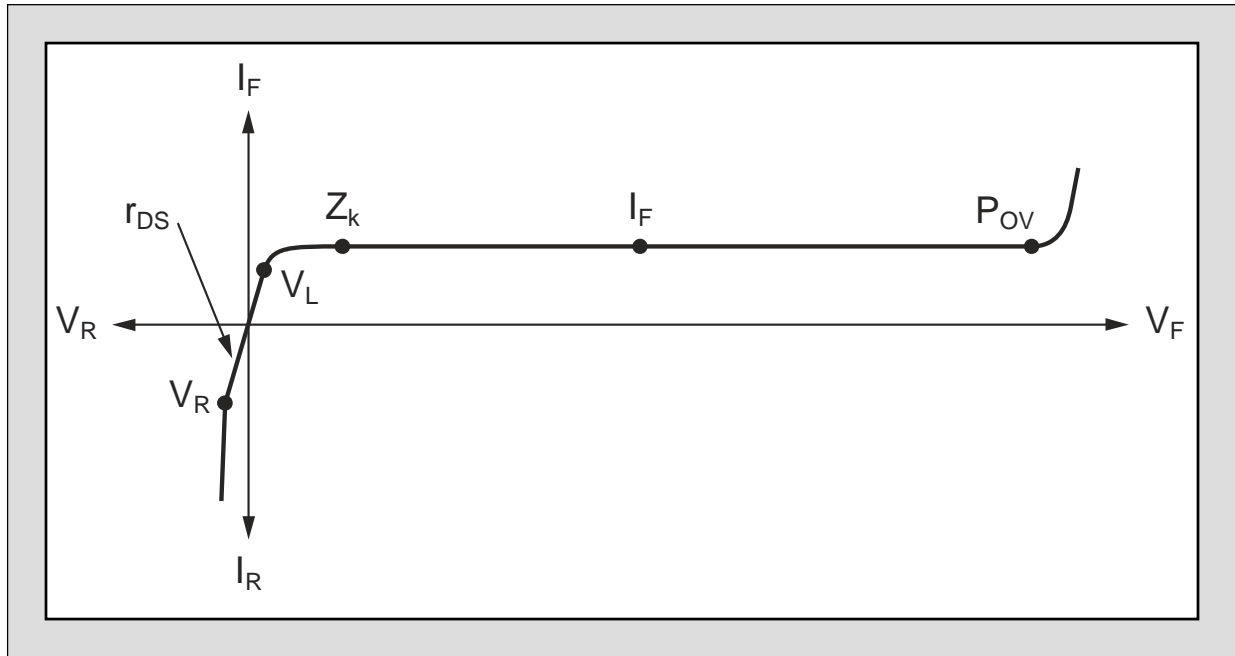 I_F
r_DS
Z_k
I_F
P_OV
V_L
V_R
V_F
V_R
I_R